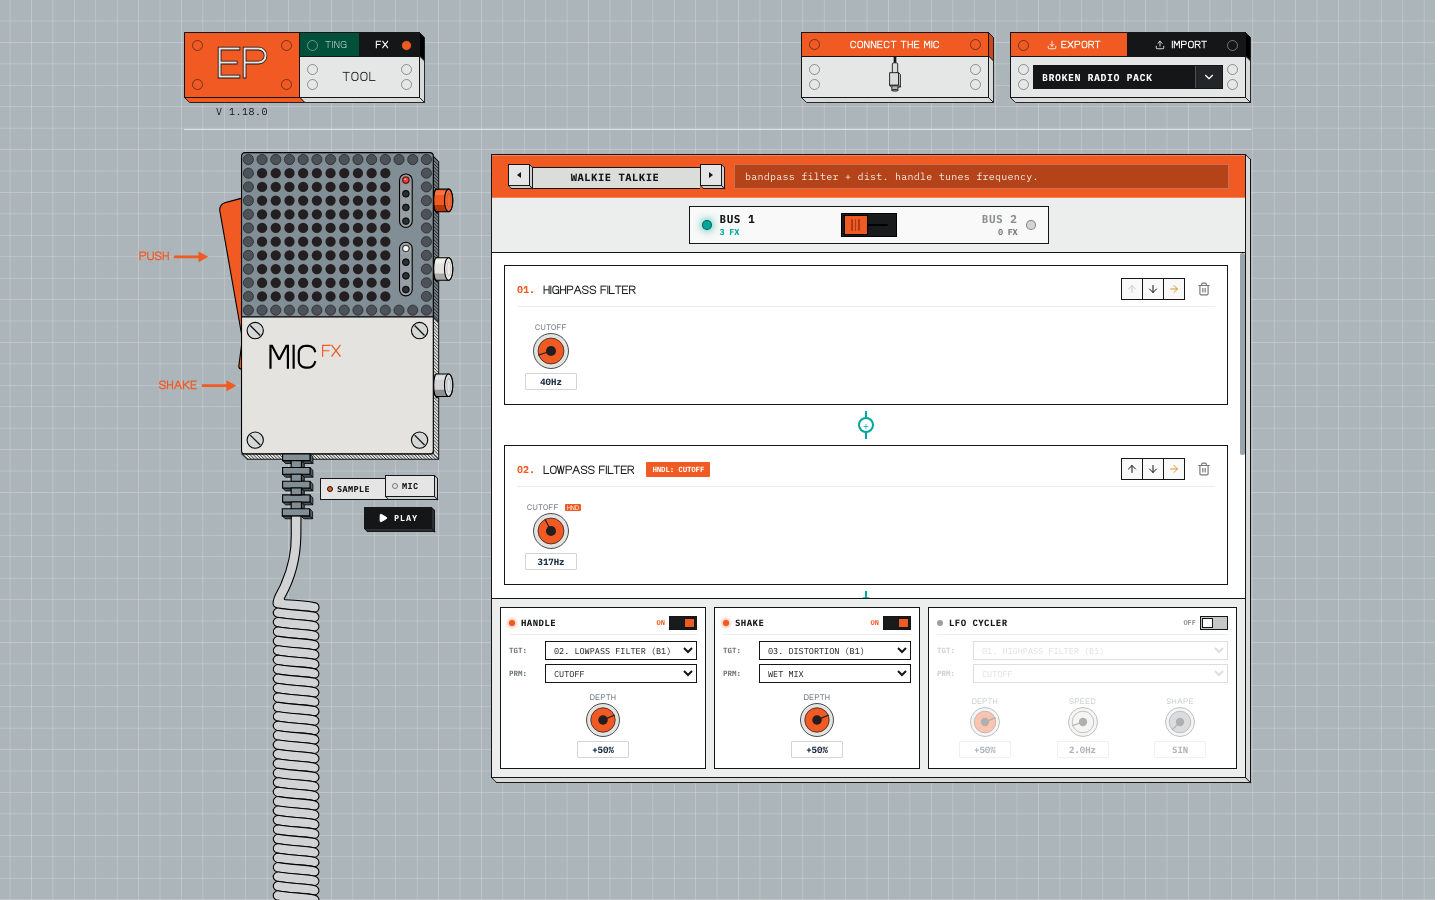 EP
TING
FX
TOOL
V 1.18.0
CONNECT THE MIC
EXPORT
IMPORT
BROKEN RADIO PACK
PUSH
SHAKE
MIC FX
SAMPLE
MIC
PLAY
WALKIE TALKIE
bandpass filter + dist. handle tunes frequency.
BUS 1
3 FX
BUS 2
0 FX
01. HIGHPASS FILTER
CUTOFF
40Hz
02. LOWPASS FILTER
HNDL: CUTOFF
CUTOFF HND
317Hz
HANDLE
ON
TGT: 02. LOWPASS FILTER (B1)
PRM: CUTOFF
DEPTH
+50%
SHAKE
ON
TGT: 03. DISTORTION (B1)
PRM: WET MIX
DEPTH
+50%
LFO CYCLER
OFF
TGT: 01. HIGHPASS FILTER (B1)
PRM: CUTOFF
DEPTH SPEED SHAPE
+50% 2.0Hz SIN